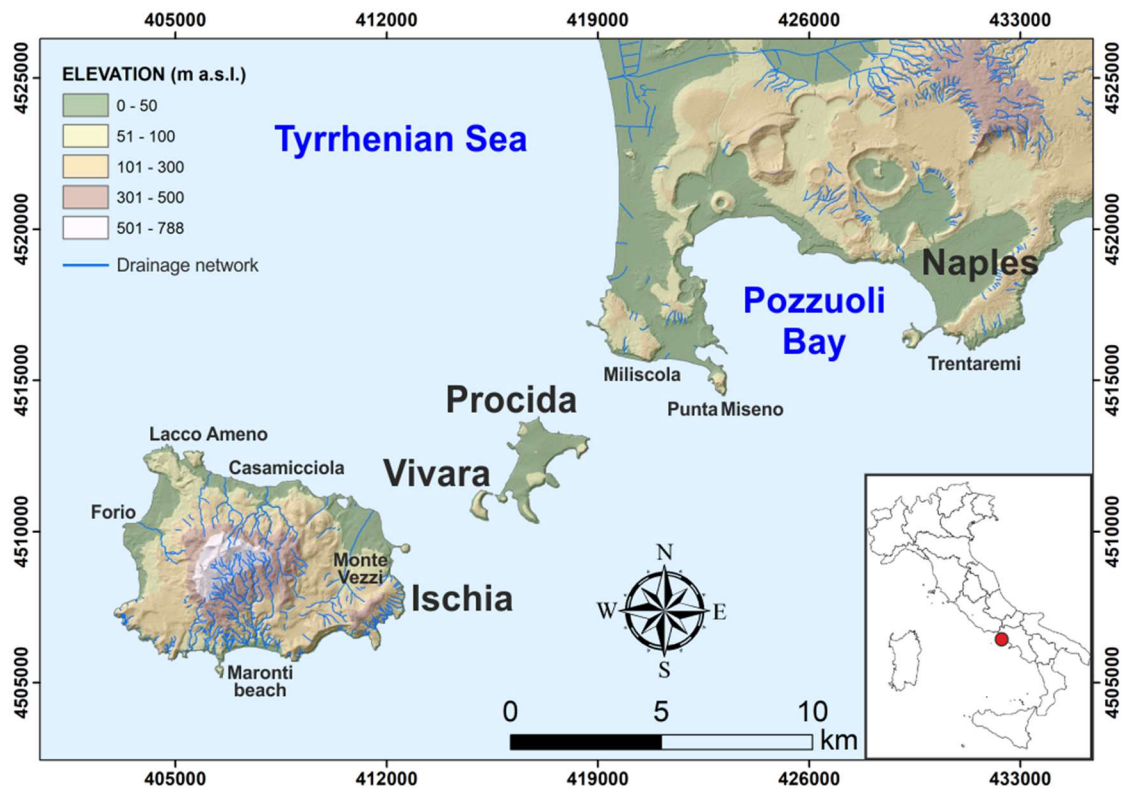 405000 412000 419000 426000 433000
4525000
4525000
ELEVATION (m a.s.l.)
0 - 50
51 - 100
101 - 300
301 - 500
501 - 788
Drainage network
Tyrrhenian Sea
4520000
4520000
Naples
Pozzuoli
Bay
4515000
4515000
Miliscola
Trentaremi
Punta Miseno
Procida
Lacco Ameno
Vivara
Casamicciola
Forio
4510000
4510000
Monte
Vezzi
Ischia
N
W E
S
Maronti
beach
4505000
4505000
0 5 10
km
405000 412000 419000 426000 433000